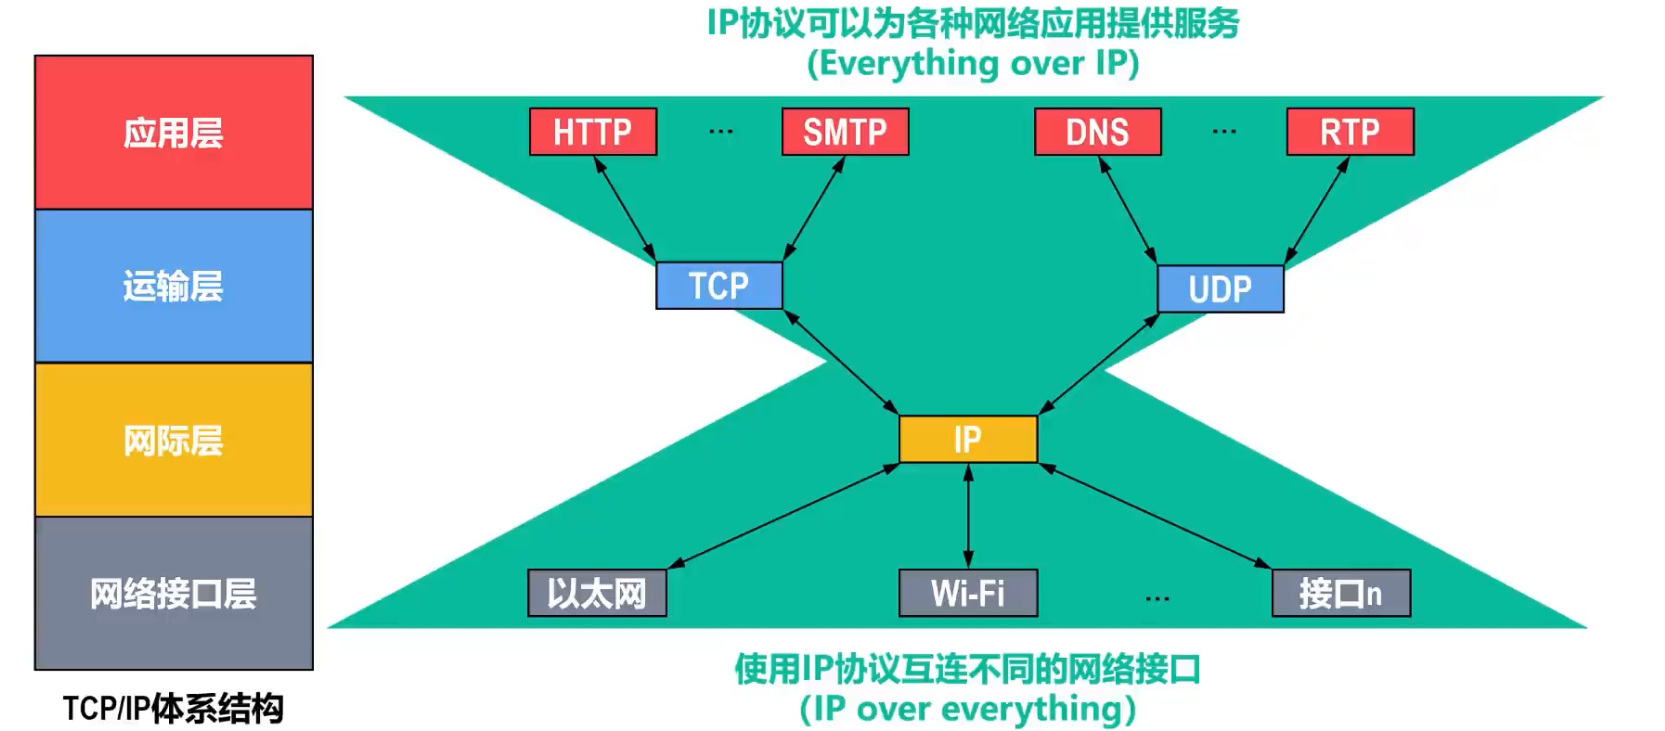 IP协议可以为各种网络应用提供服务
(Everything over IP)
应用层
运输层
网际层
网络接口层
TCP/IP体系结构
HTTP
...
SMTP
DNS
...
RTP
TCP
UDP
IP
以太网
Wi-Fi
...
接口n
使用IP协议互连不同的网络接口
（IP over everything）